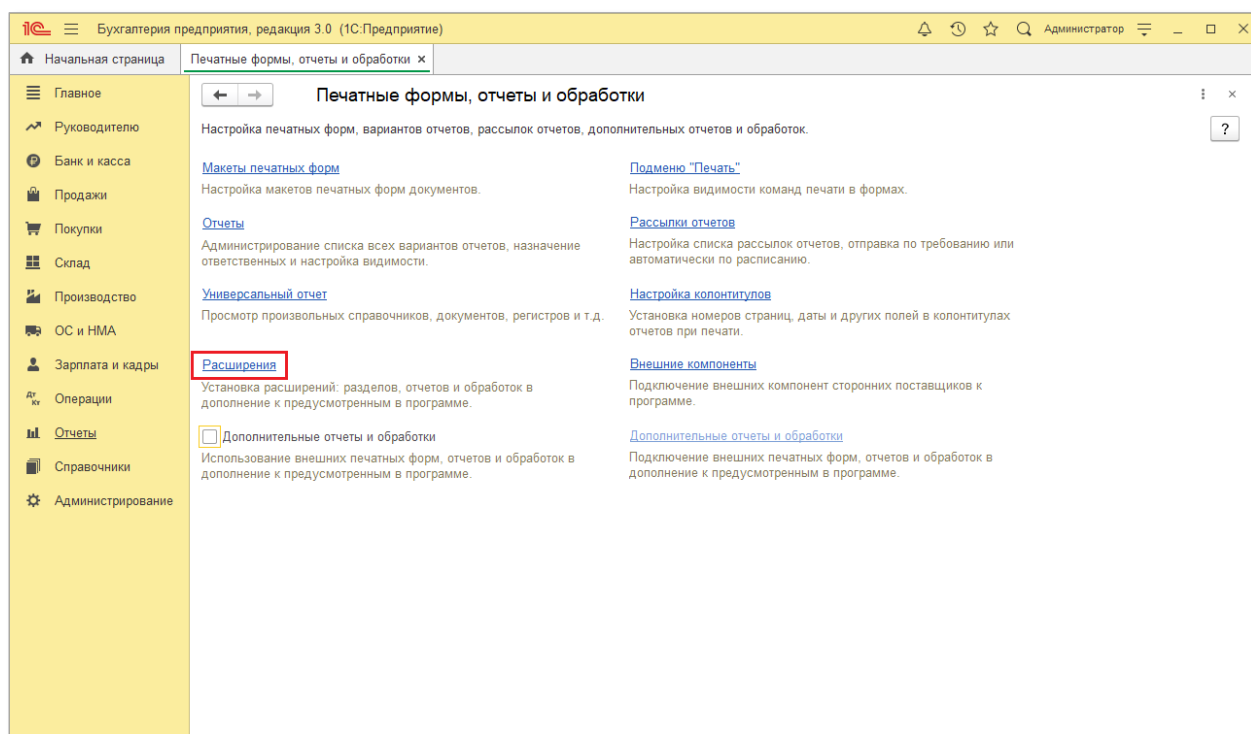 1С Бухгалтерия предприятия, редакция 3.0 (1С:Предприятие) Администратор
Начальная страница Печатные формы, отчеты и обработки ×
Главное
Руководителю
Банк и касса
Продажи
Покупки
Склад
Производство
ОС и НМА
Зарплата и кадры
Дт Кт Операции
Отчеты
Справочники
Администрирование
Печатные формы, отчеты и обработки
Настройка печатных форм, вариантов отчетов, рассылок отчетов, дополнительных отчетов и обработок.
?
Макеты печатных форм
Настройка макетов печатных форм документов.
Подменю "Печать"
Настройка видимости команд печати в формах.
Отчеты
Администрирование списка всех вариантов отчетов, назначение
ответственных и настройка видимости.
Рассылки отчетов
Настройка списка рассылок отчетов, отправка по требованию или
автоматически по расписанию.
Универсальный отчет
Просмотр произвольных справочников, документов, регистров и т.д.
Настройка колонтитулов
Установка номеров страниц, даты и других полей в колонтитулах
отчетов при печати.
Расширения
Установка расширений: разделов, отчетов и обработок в
дополнение к предусмотренным в программе.
Внешние компоненты
Подключение внешних компонент сторонних поставщиков к
программе.
Дополнительные отчеты и обработки
Использование внешних печатных форм, отчетов и обработок в
дополнение к предусмотренным в программе.
Дополнительные отчеты и обработки
Подключение внешних печатных форм, отчетов и обработок в
дополнение к предусмотренным в программе.